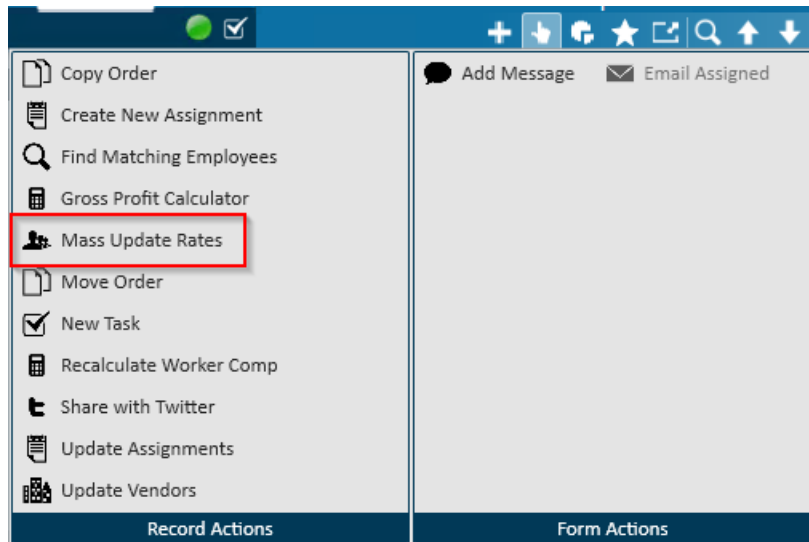 Copy Order
Create New Assignment
Find Matching Employees
Gross Profit Calculator
Mass Update Rates
Move Order
New Task
Recalculate Worker Comp
Share with Twitter
Update Assignments
Update Vendors
Record Actions
Add Message
Email Assigned
Form Actions